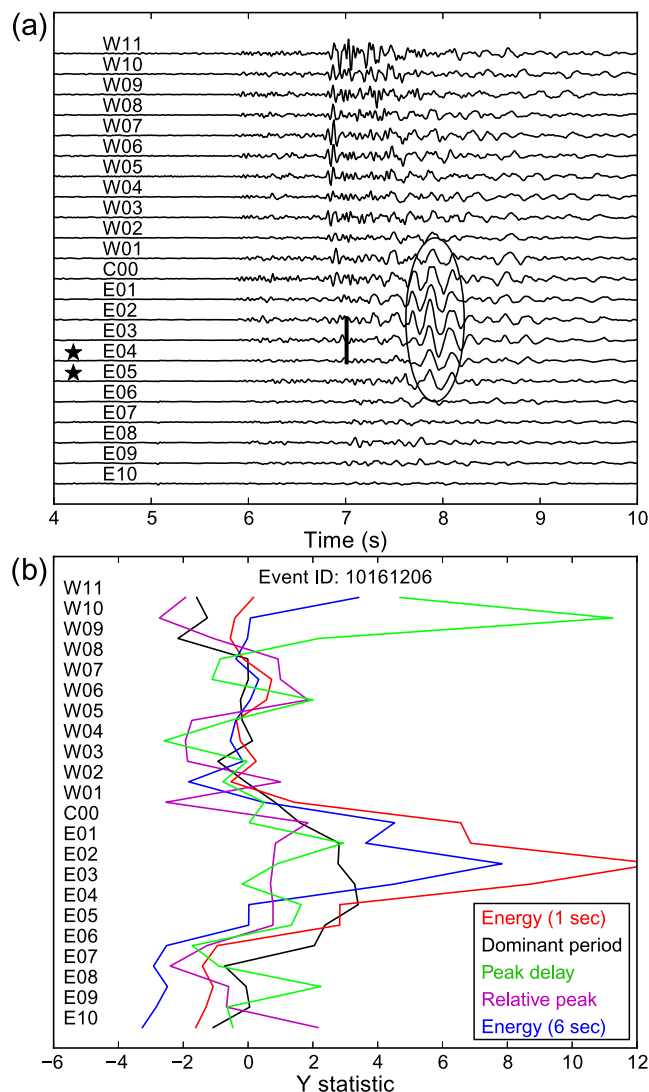 (a)
W11
W10
W09
W08
W07
W06
W05
W04
W03
W02
W01
C00
E01
E02
E03
E04
E05
E06
E07
E08
E09
E10
4 5 6 7 8 9 10
Time (s)
(b)
Event ID: 10161206
W11
W10
W09
W08
W07
W06
W05
W04
W03
W02
W01
C00
E01
E02
E03
E04
E05
E06
E07
E08
E09
E10
Energy (1 sec)
Dominant period
Peak delay
Relative peak
Energy (6 sec)
−6 −4 −2 0 2 4 6 8 10 12
Y statistic